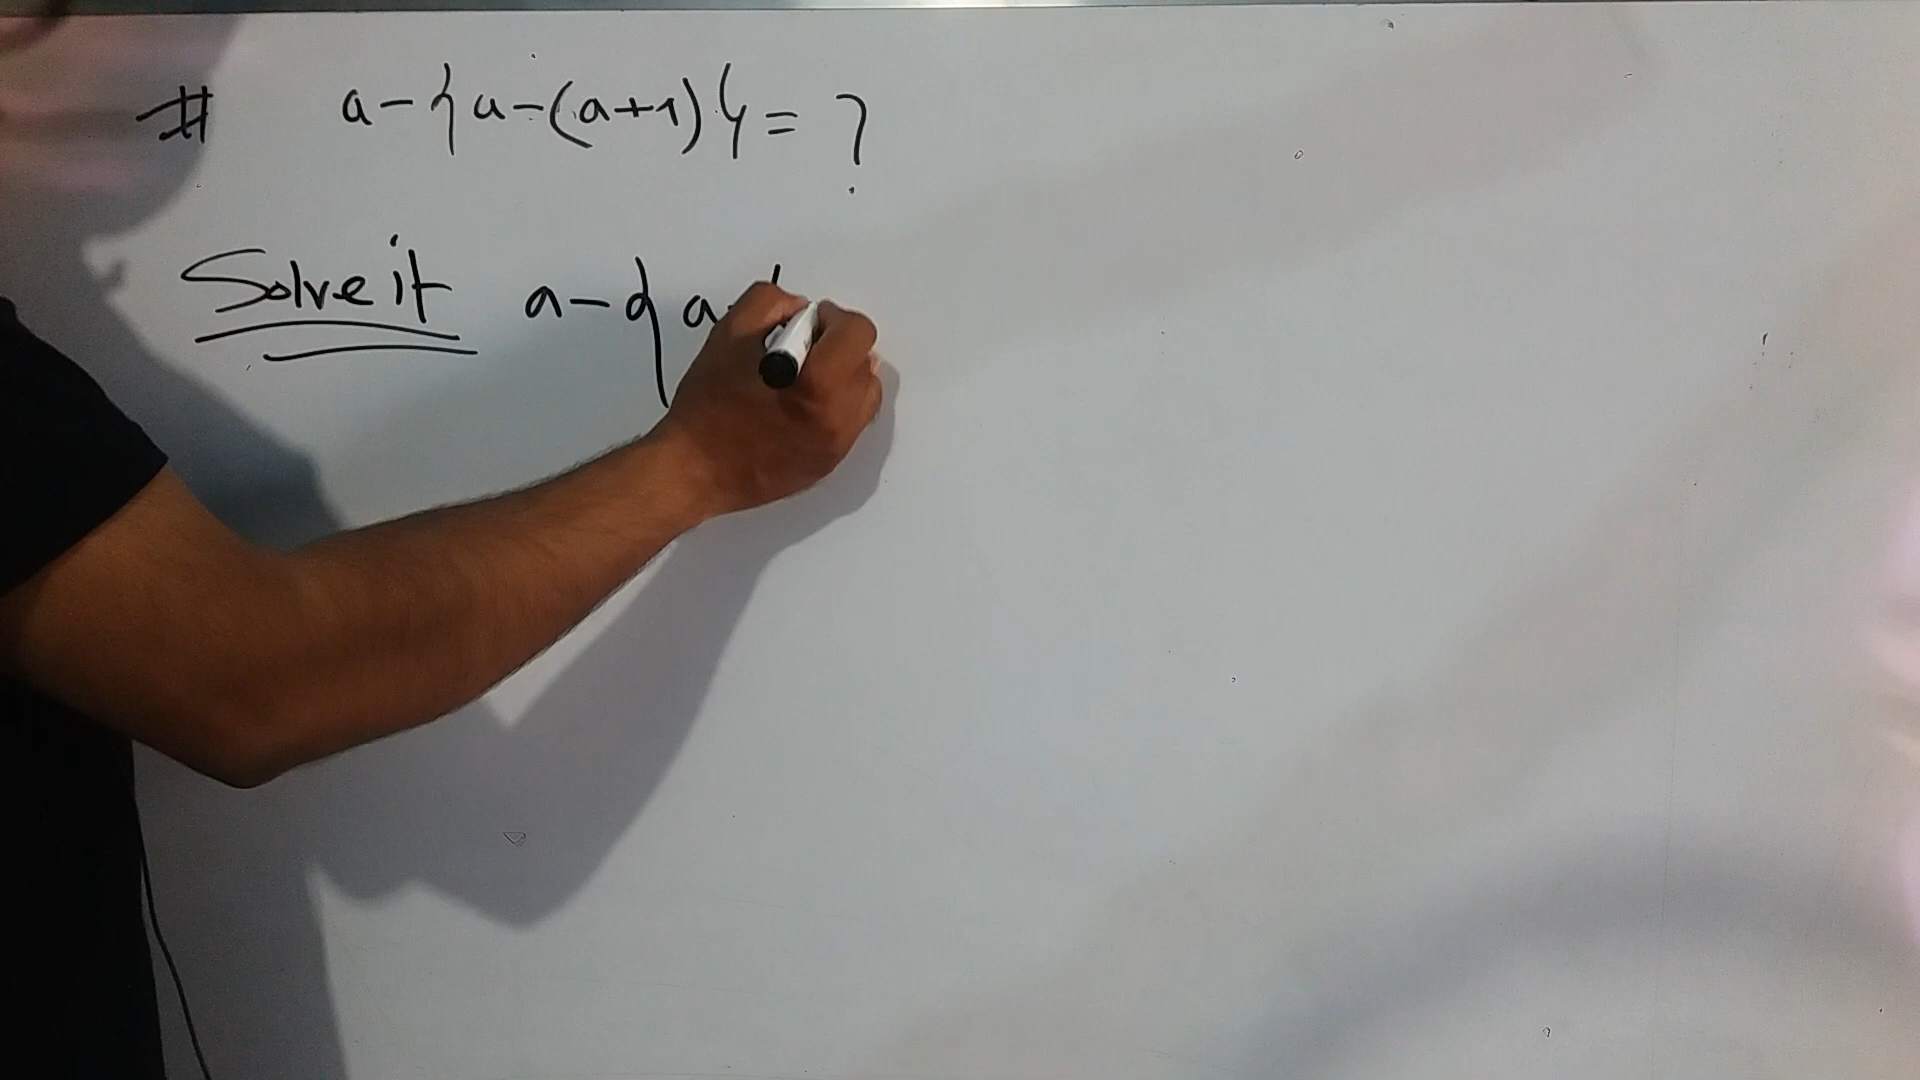 # a-{a-(a+1)}= ?
Solve it a-{a-